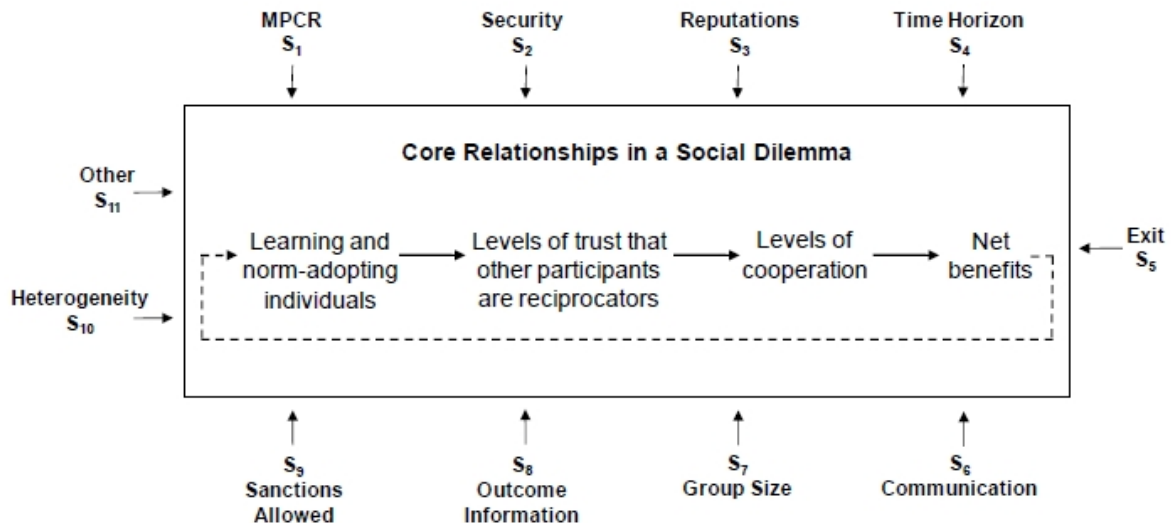 MPCR
S₁
Security
S₂
Reputations
S₃
Time Horizon
S₄
Core Relationships in a Social Dilemma
Other
S₁₁
Learning and
norm-adopting
individuals
Levels of trust that
other participants
are reciprocators
Levels of
cooperation
Net
benefits
Exit
S₅
Heterogeneity
S₁₀
S₉
Sanctions
Allowed
S₈
Outcome
Information
S₇
Group Size
S₆
Communication